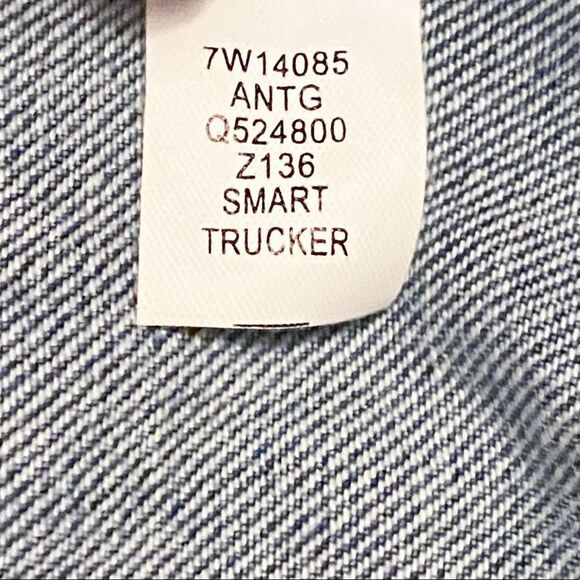 7W14085
ANTG
Q524800
Z136
SMART
TRUCKER